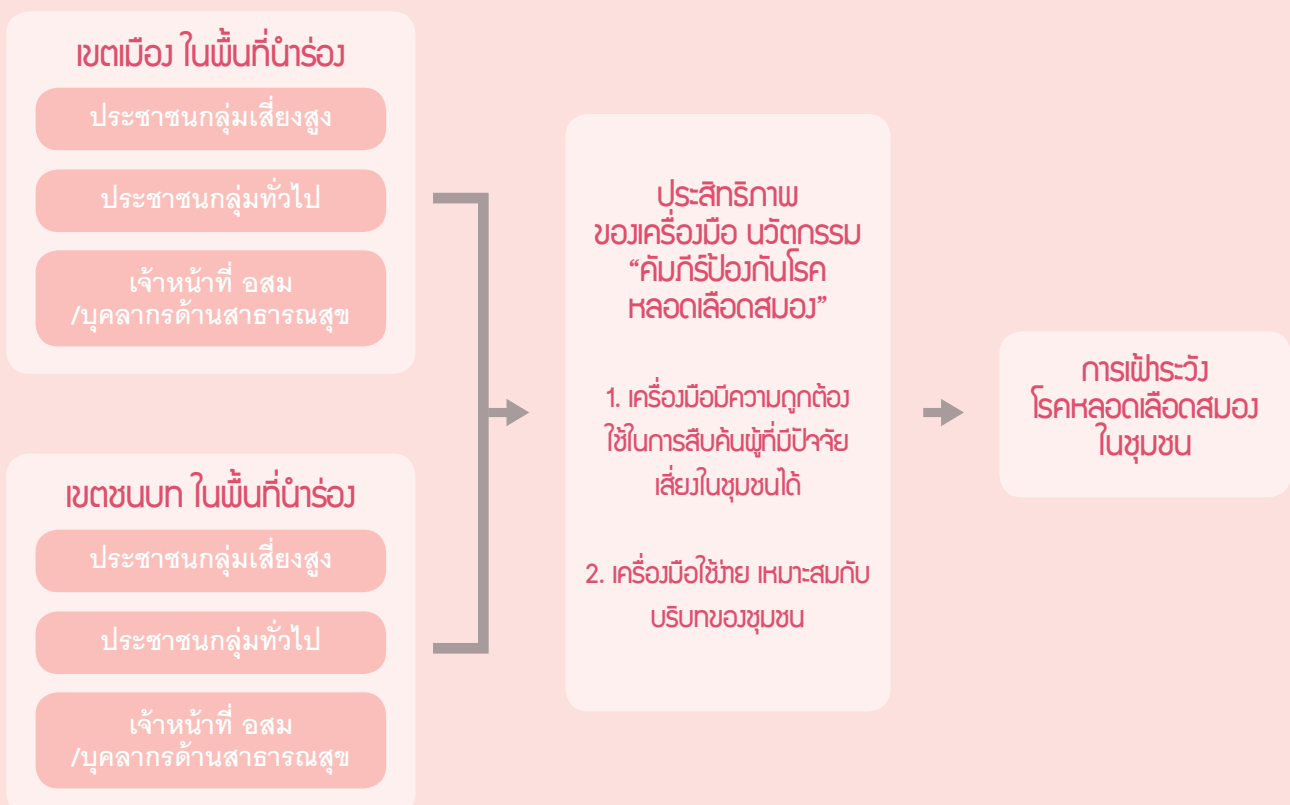 เขตเมือง ในพื้นที่นำร่อง
ประชาชนกลุ่มเสี่ยงสูง
ประชาชนกลุ่มทั่วไป
เจ้าหน้าที่ อสม
/บุคลากรด้านสาธารณสุข
เขตชนบท ในพื้นที่นำร่อง
ประชาชนกลุ่มเสี่ยงสูง
ประชาชนกลุ่มทั่วไป
เจ้าหน้าที่ อสม
/บุคลากรด้านสาธารณสุข
ประสิทธิภาพ
ของเครื่องมือ นวัตกรรม
“คัมภีร์ป้องกันโรค
หลอดเลือดสมอง”
1. เครื่องมือมีความถูกต้อง
ใช้ในการสืบค้นผู้ที่มีปัจจัย
เสี่ยงในชุมชนได้
2. เครื่องมือใช้ง่าย เหมาะสมกับ
บริบทของชุมชน
การเฝ้าระวัง
โรคหลอดเลือดสมอง
ในชุมชน